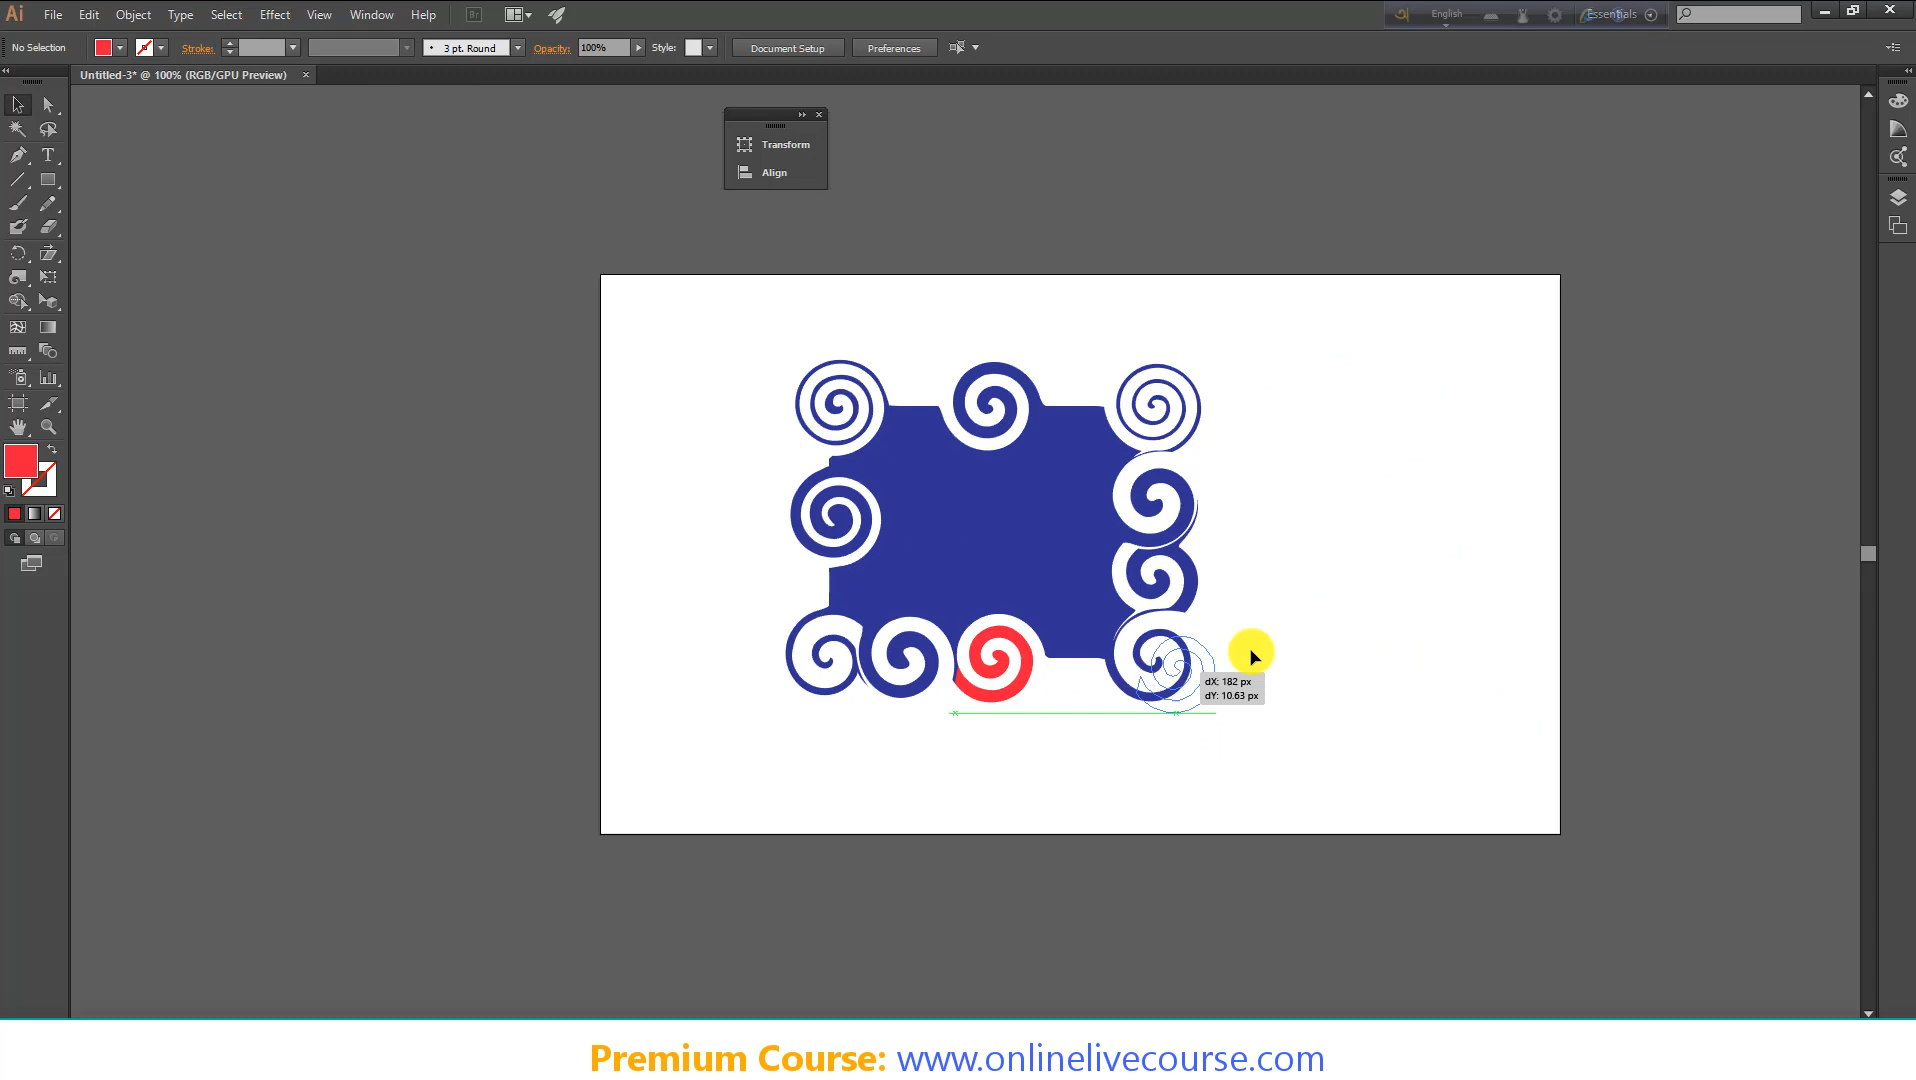 Ai File Edit Object Type Select Effect View Window Help Br English Essentials
No Selection Stroke: 3 pt. Round Opacity: 100% Style: Document Setup Preferences
Untitled-3* @ 100% (RGB/GPU Preview)
Transform
Align
dX: 182 px
dY: 10.63 px
Premium Course: www.onlinelivecourse.com